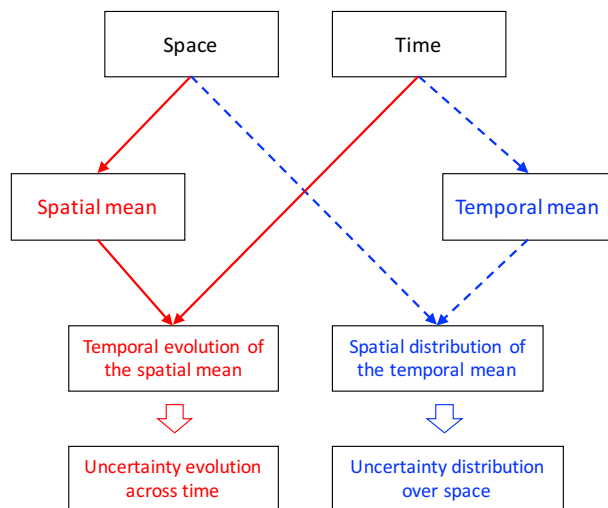 Space
Time
Spatial mean
Temporal mean
Temporal evolution of
the spatial mean
Spatial distribution of
the temporal mean
Uncertainty evolution
across time
Uncertainty distribution
over space